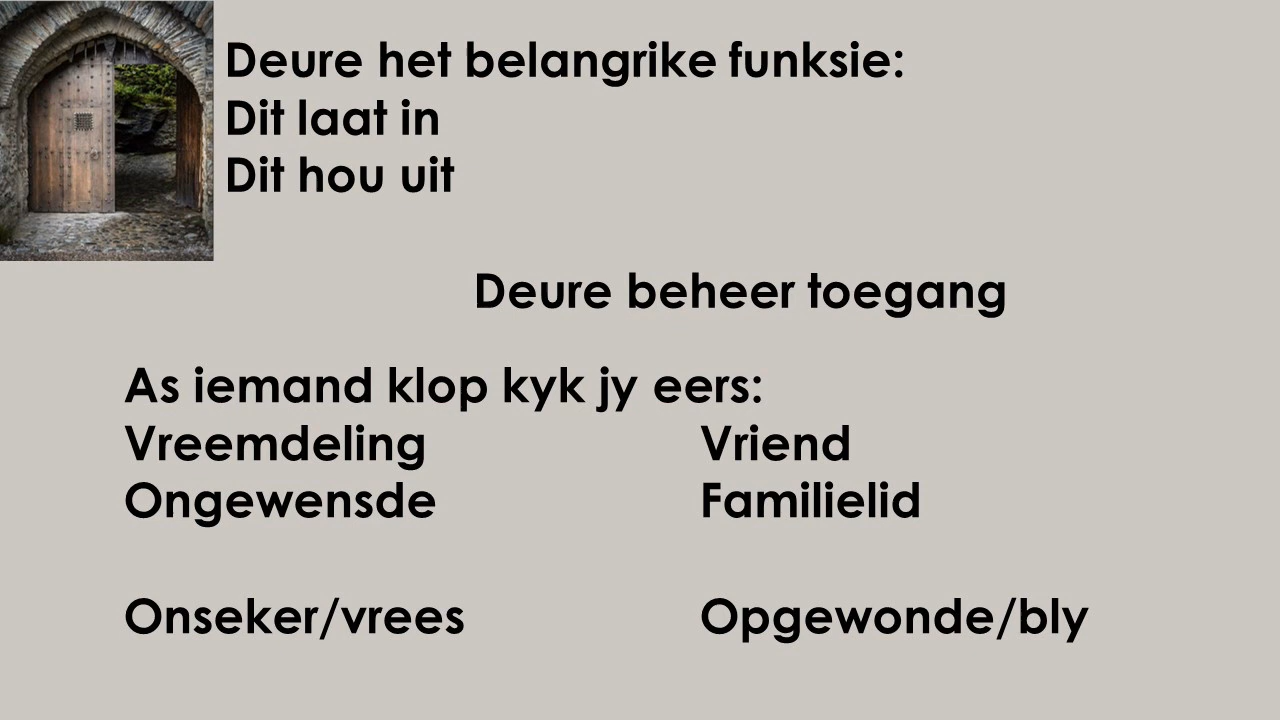 Deure het belangrike funksie:
Dit laat in
Dit hou uit
Deure beheer toegang
As iemand klop kyk jy eers:
Vreemdeling Vriend
Ongewensde Familielid
Onseker/vrees Opgewonde/bly